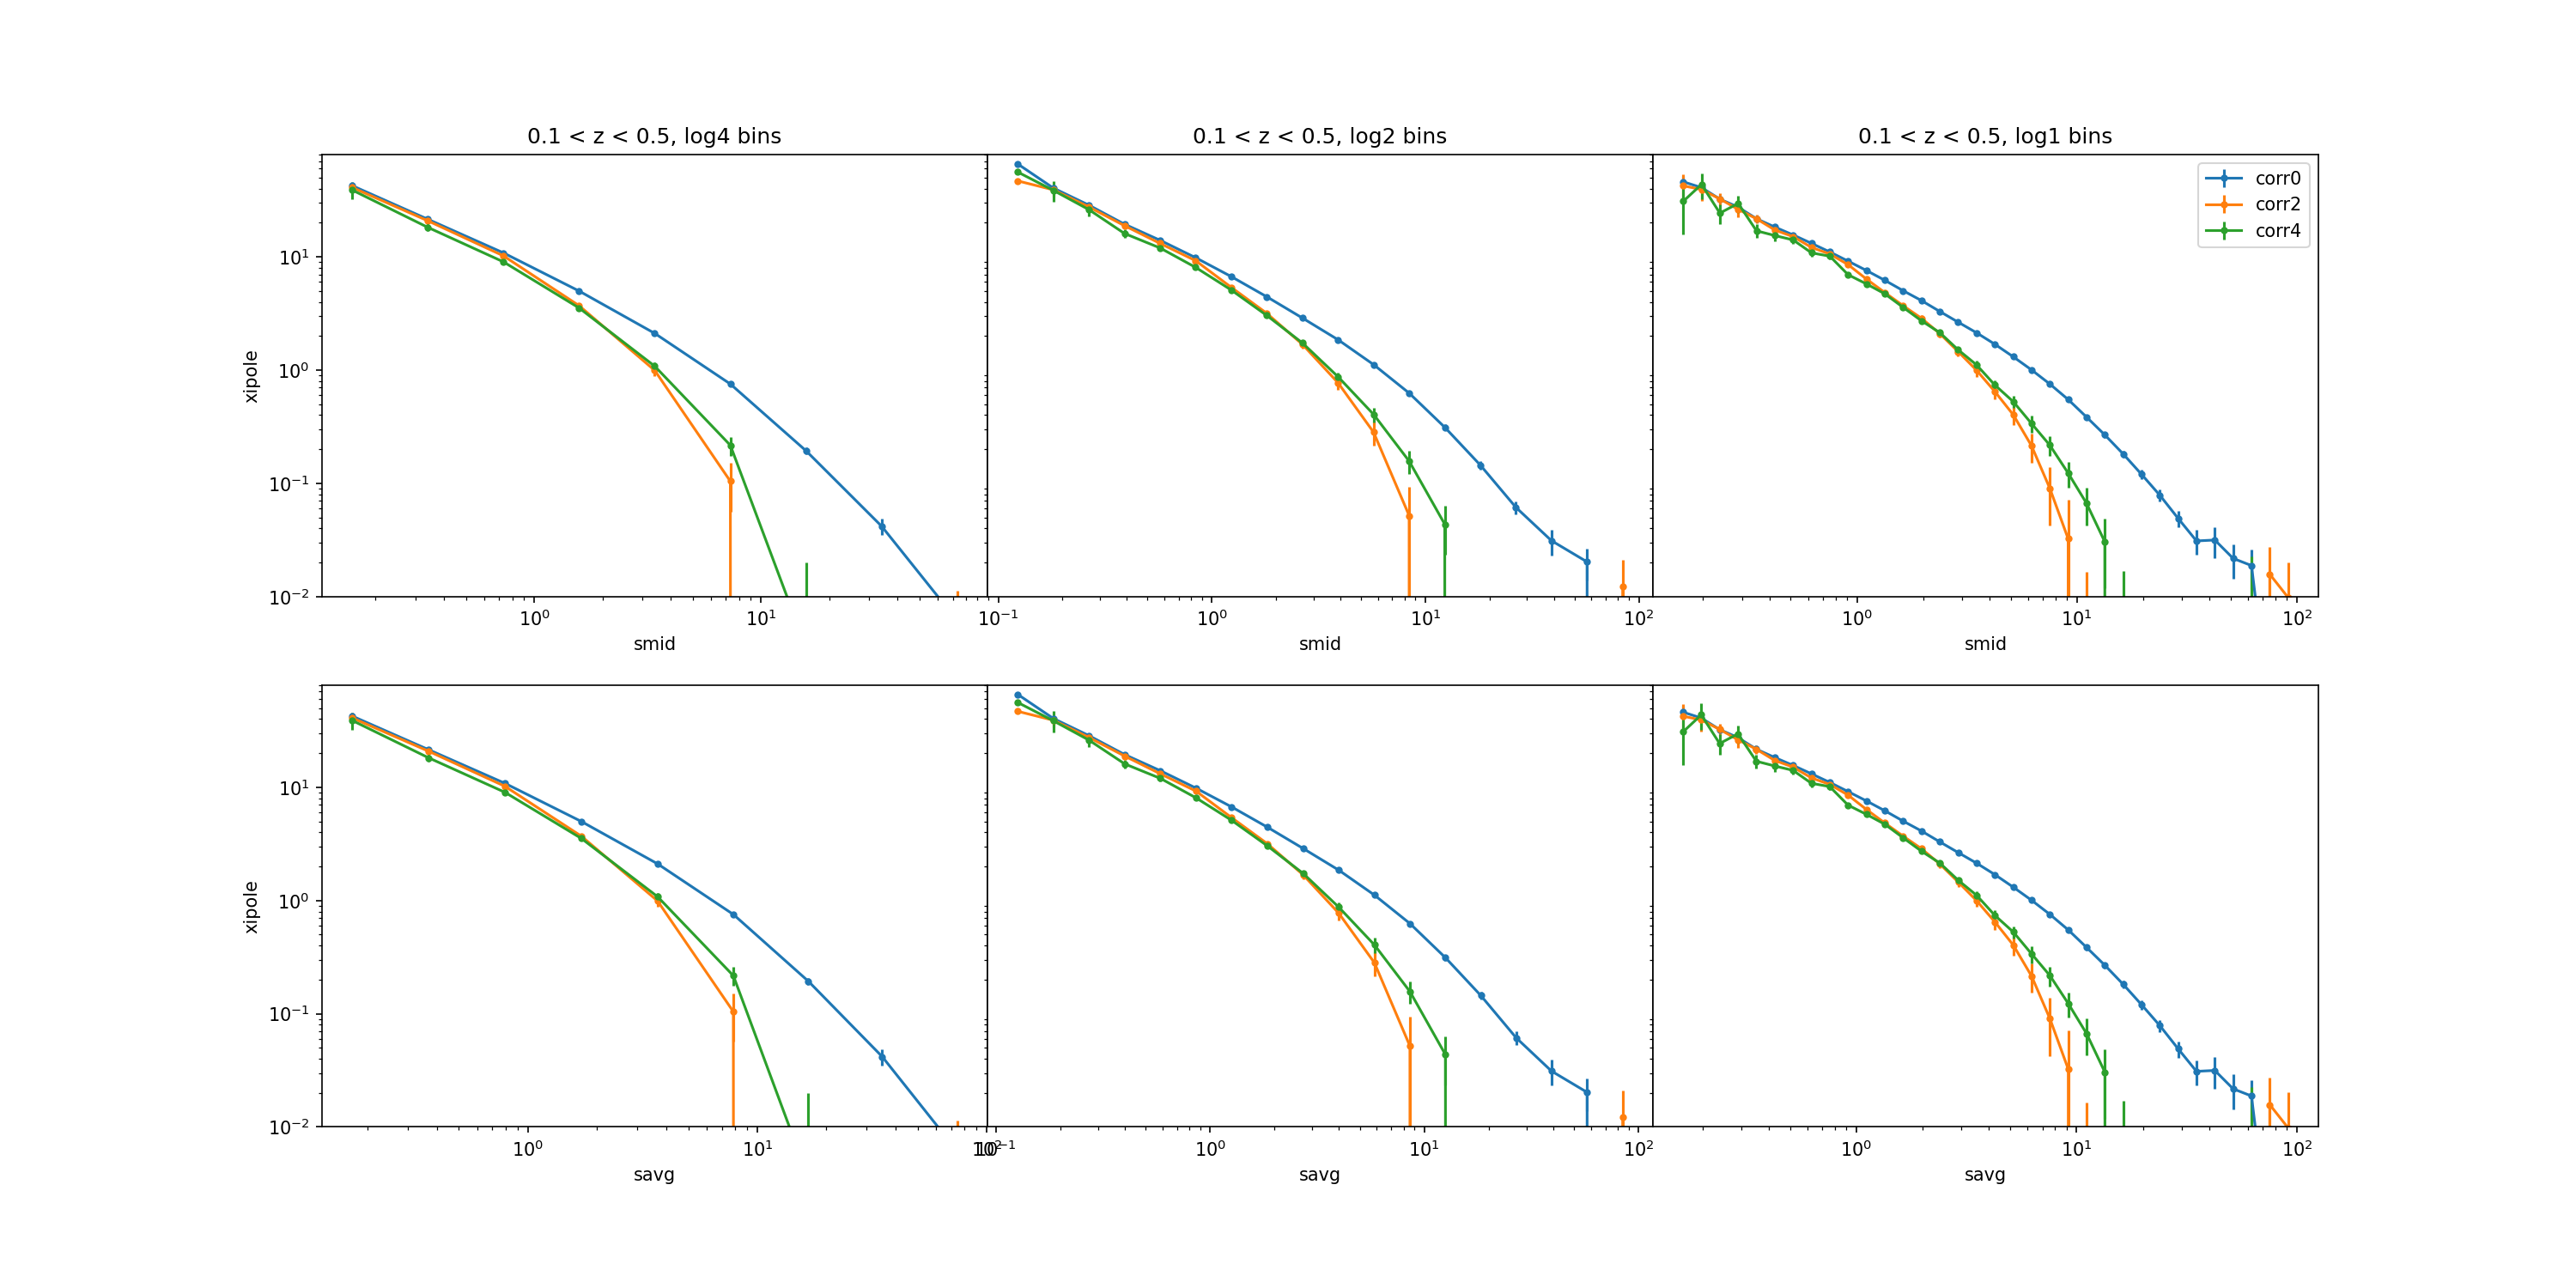 0.1 < z < 0.5, log4 bins
0.1 < z < 0.5, log2 bins
0.1 < z < 0.5, log1 bins
corr0
corr2
corr4
xipole
10¹
10⁰
10⁻¹
10⁻²
10⁰ 10¹
10⁻¹ 10⁰ 10¹ 10²
10⁰ 10¹ 10²
smid
smid
smid
xipole
10¹
10⁰
10⁻¹
10⁻²
10⁰ 10¹ 10²
10⁻¹ 10⁰ 10¹ 10²
10⁰ 10¹ 10²
savg
savg
savg